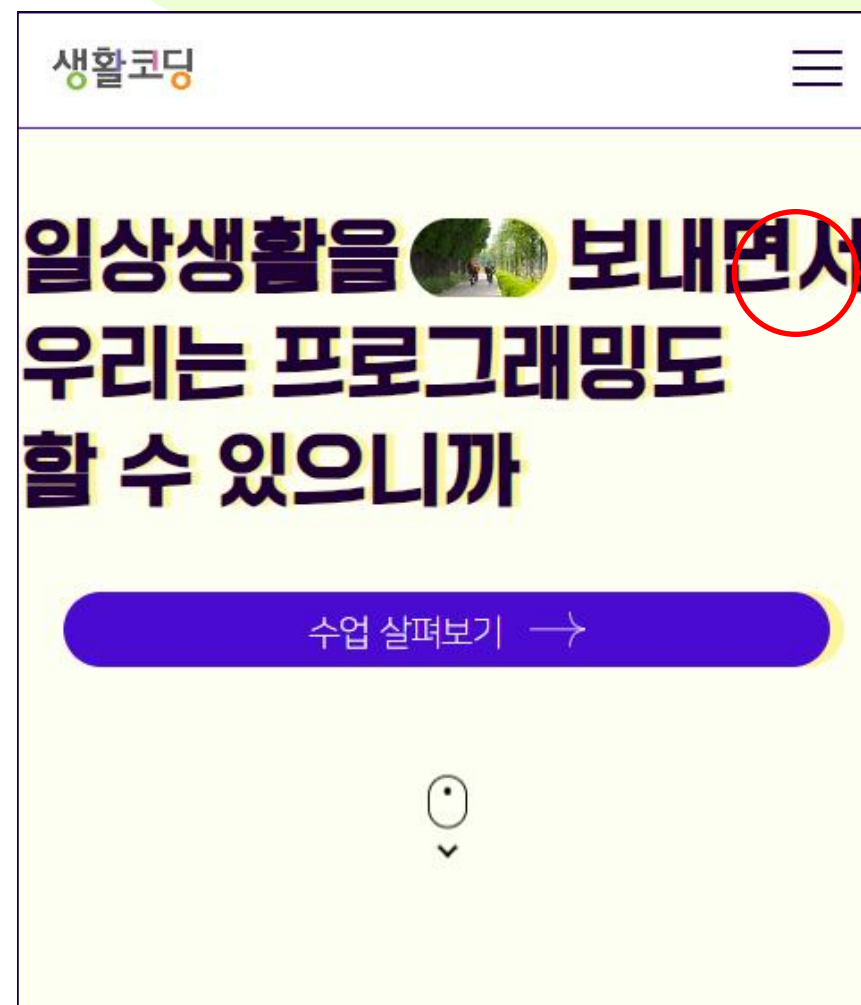 생활코딩
일상생활을 보내면서
우리는 프로그래밍도
할 수 있으니까
수업 살펴보기